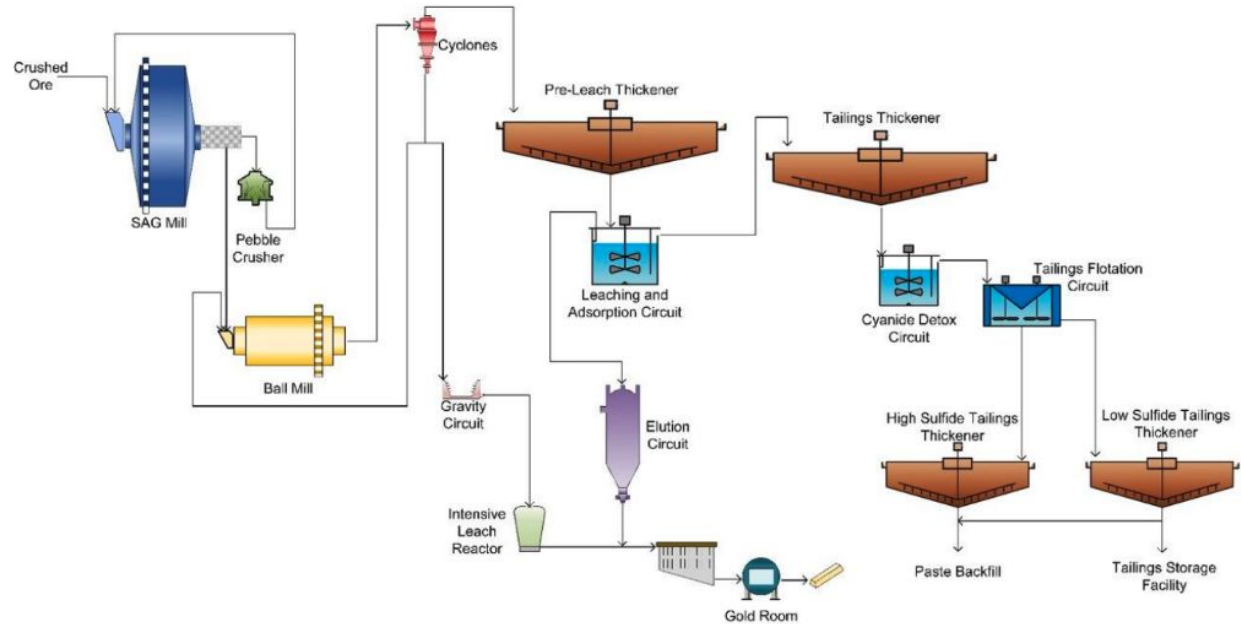 Crushed
Ore
SAG Mill
Pebble
Crusher
Ball Mill
Cyclones
Gravity
Circuit
Intensive
Leach
Reactor
Pre-Leach Thickener
Leaching and
Adsorption Circuit
Elution
Circuit
Gold Room
Tailings Thickener
Cyanide Detox
Circuit
Tailings Flotation
Circuit
High Sulfide Tailings
Thickener
Low Sulfide Tailings
Thickener
Paste Backfill
Tailings Storage
Facility